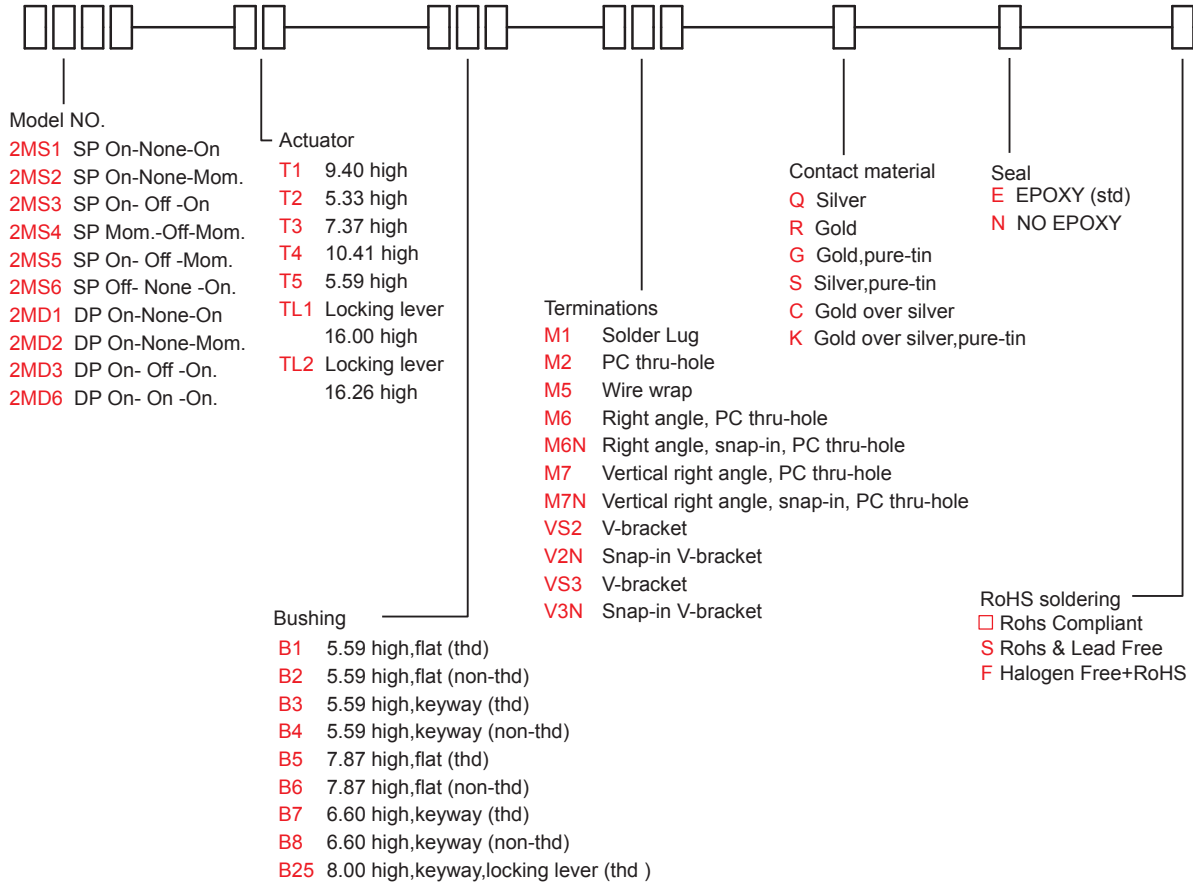 Model NO.
2MS1 SP On-None-On
2MS2 SP On-None-Mom.
2MS3 SP On- Off -On
2MS4 SP Mom.-Off-Mom.
2MS5 SP On- Off -Mom.
2MS6 SP Off- None -On.
2MD1 DP On-None-On
2MD2 DP On-None-Mom.
2MD3 DP On- Off -On.
2MD6 DP On- On -On.
Actuator
T1 9.40 high
T2 5.33 high
T3 7.37 high
T4 10.41 high
T5 5.59 high
TL1 Locking lever
16.00 high
TL2 Locking lever
16.26 high
Bushing
B1 5.59 high,flat (thd)
B2 5.59 high,flat (non-thd)
B3 5.59 high,keyway (thd)
B4 5.59 high,keyway (non-thd)
B5 7.87 high,flat (thd)
B6 7.87 high,flat (non-thd)
B7 6.60 high,keyway (thd)
B8 6.60 high,keyway (non-thd)
B25 8.00 high,keyway,locking lever (thd )
Terminations
M1 Solder Lug
M2 PC thru-hole
M5 Wire wrap
M6 Right angle, PC thru-hole
M6N Right angle, snap-in, PC thru-hole
M7 Vertical right angle, PC thru-hole
M7N Vertical right angle, snap-in, PC thru-hole
VS2 V-bracket
V2N Snap-in V-bracket
VS3 V-bracket
V3N Snap-in V-bracket
Contact material
Q Silver
R Gold
G Gold,pure-tin
S Silver,pure-tin
C Gold over silver
K Gold over silver,pure-tin
Seal
E EPOXY (std)
N NO EPOXY
RoHS soldering
□ Rohs Compliant
S Rohs & Lead Free
F Halogen Free+RoHS